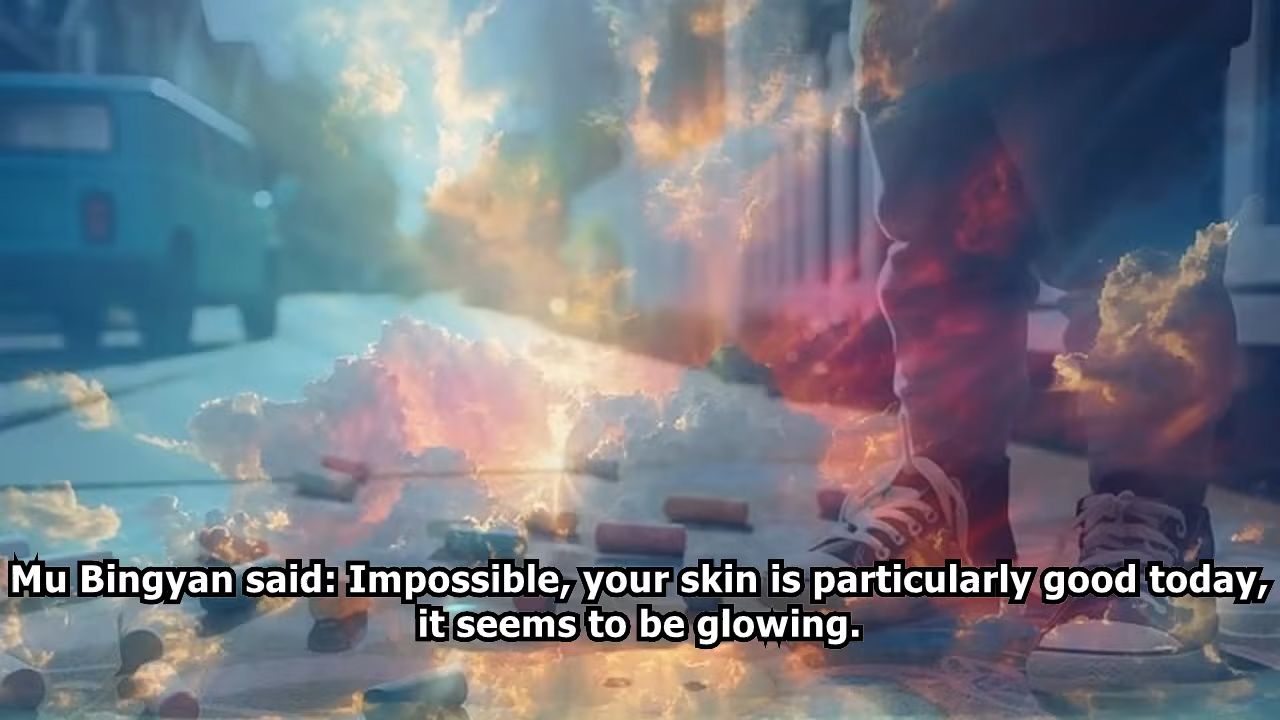 Mu Bingyan said: Impossible, your skin is particularly good today,
it seems to be glowing.